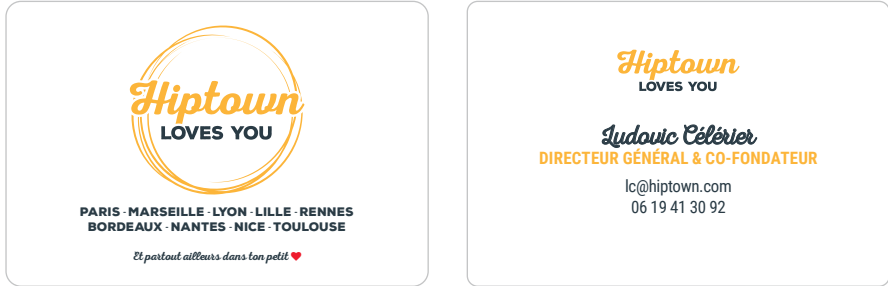 Hiptown
LOVES YOU
PARIS - MARSEILLE - LYON - LILLE - RENNES
BORDEAUX - NANTES - NICE - TOULOUSE
Et partout ailleurs dans ton petit ❤
Hiptown
LOVES YOU
Ludovic Célérier
DIRECTEUR GÉNÉRAL & CO-FONDATEUR
lc@hiptown.com
06 19 41 30 92